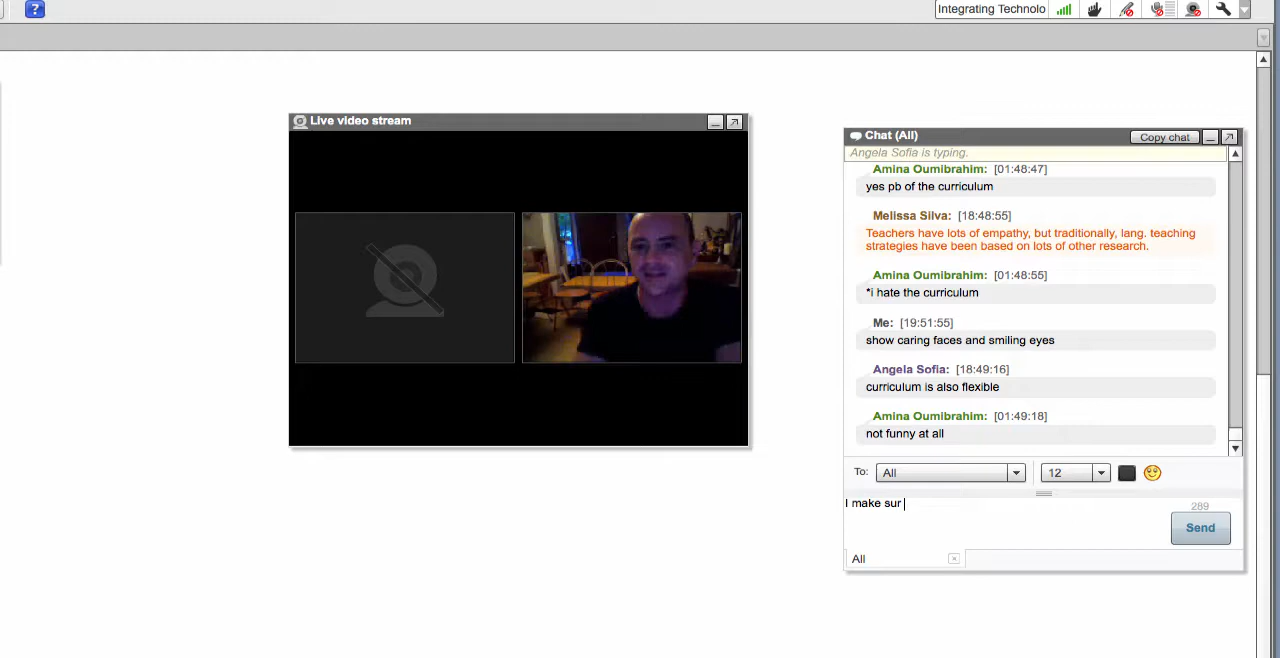 ?
Integrating Technolo
Live video stream
Chat (All)
Copy chat
Angela Sofia is typing.
Amina Oumibrahim: [01:48:47]
yes pb of the curriculum
Melissa Silva: [18:48:55]
Teachers have lots of empathy, but traditionally, lang. teaching
strategies have been based on lots of other research.
Amina Oumibrahim: [01:48:55]
*i hate the curriculum
Me: [19:51:55]
show caring faces and smiling eyes
Angela Sofia: [18:49:16]
curriculum is also flexible
Amina Oumibrahim: [01:49:18]
not funny at all
To: All 12
I make sur
289
Send
All